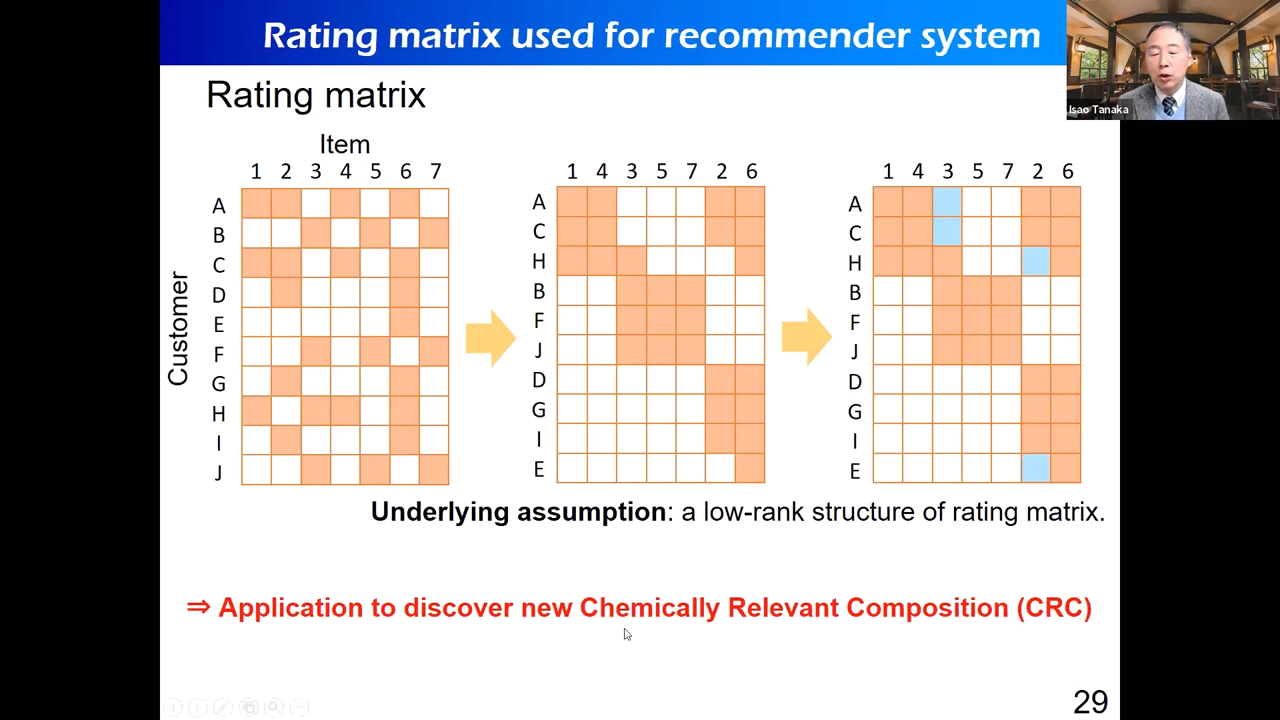 Rating matrix used for recommender system
Isao Tanaka
Rating matrix
Item
1 2 3 4 5 6 7
Customer
A
B
C
D
E
F
G
H
I
J
1 4 3 5 7 2 6
A
C
H
B
F
J
D
G
I
E
1 4 3 5 7 2 6
A
C
H
B
F
J
D
G
I
E
Underlying assumption: a low-rank structure of rating matrix.
⇒ Application to discover new Chemically Relevant Composition (CRC)
29